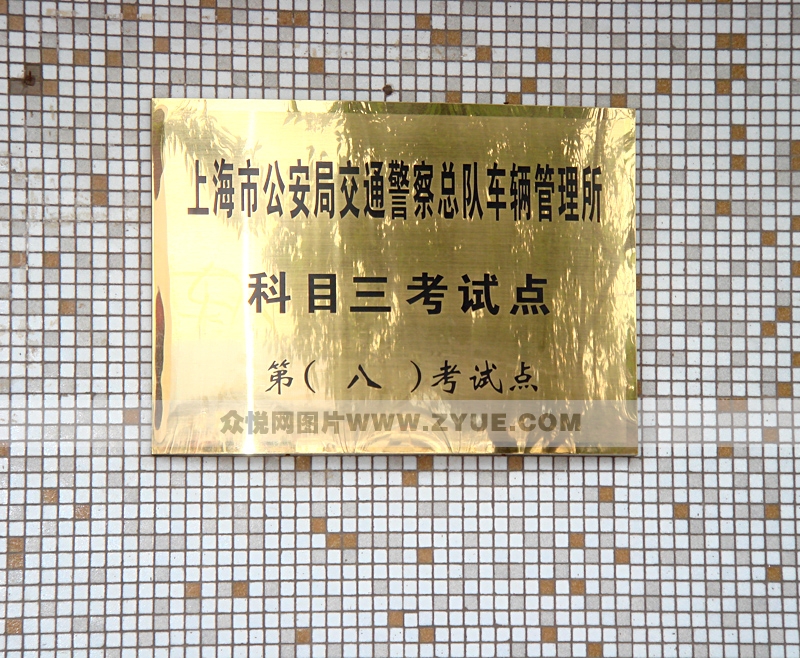 上海市公安局交通警察总队车辆管理所
科目三考试点
第( 八 )考试点
众悦网图片WWW.ZYUE.COM